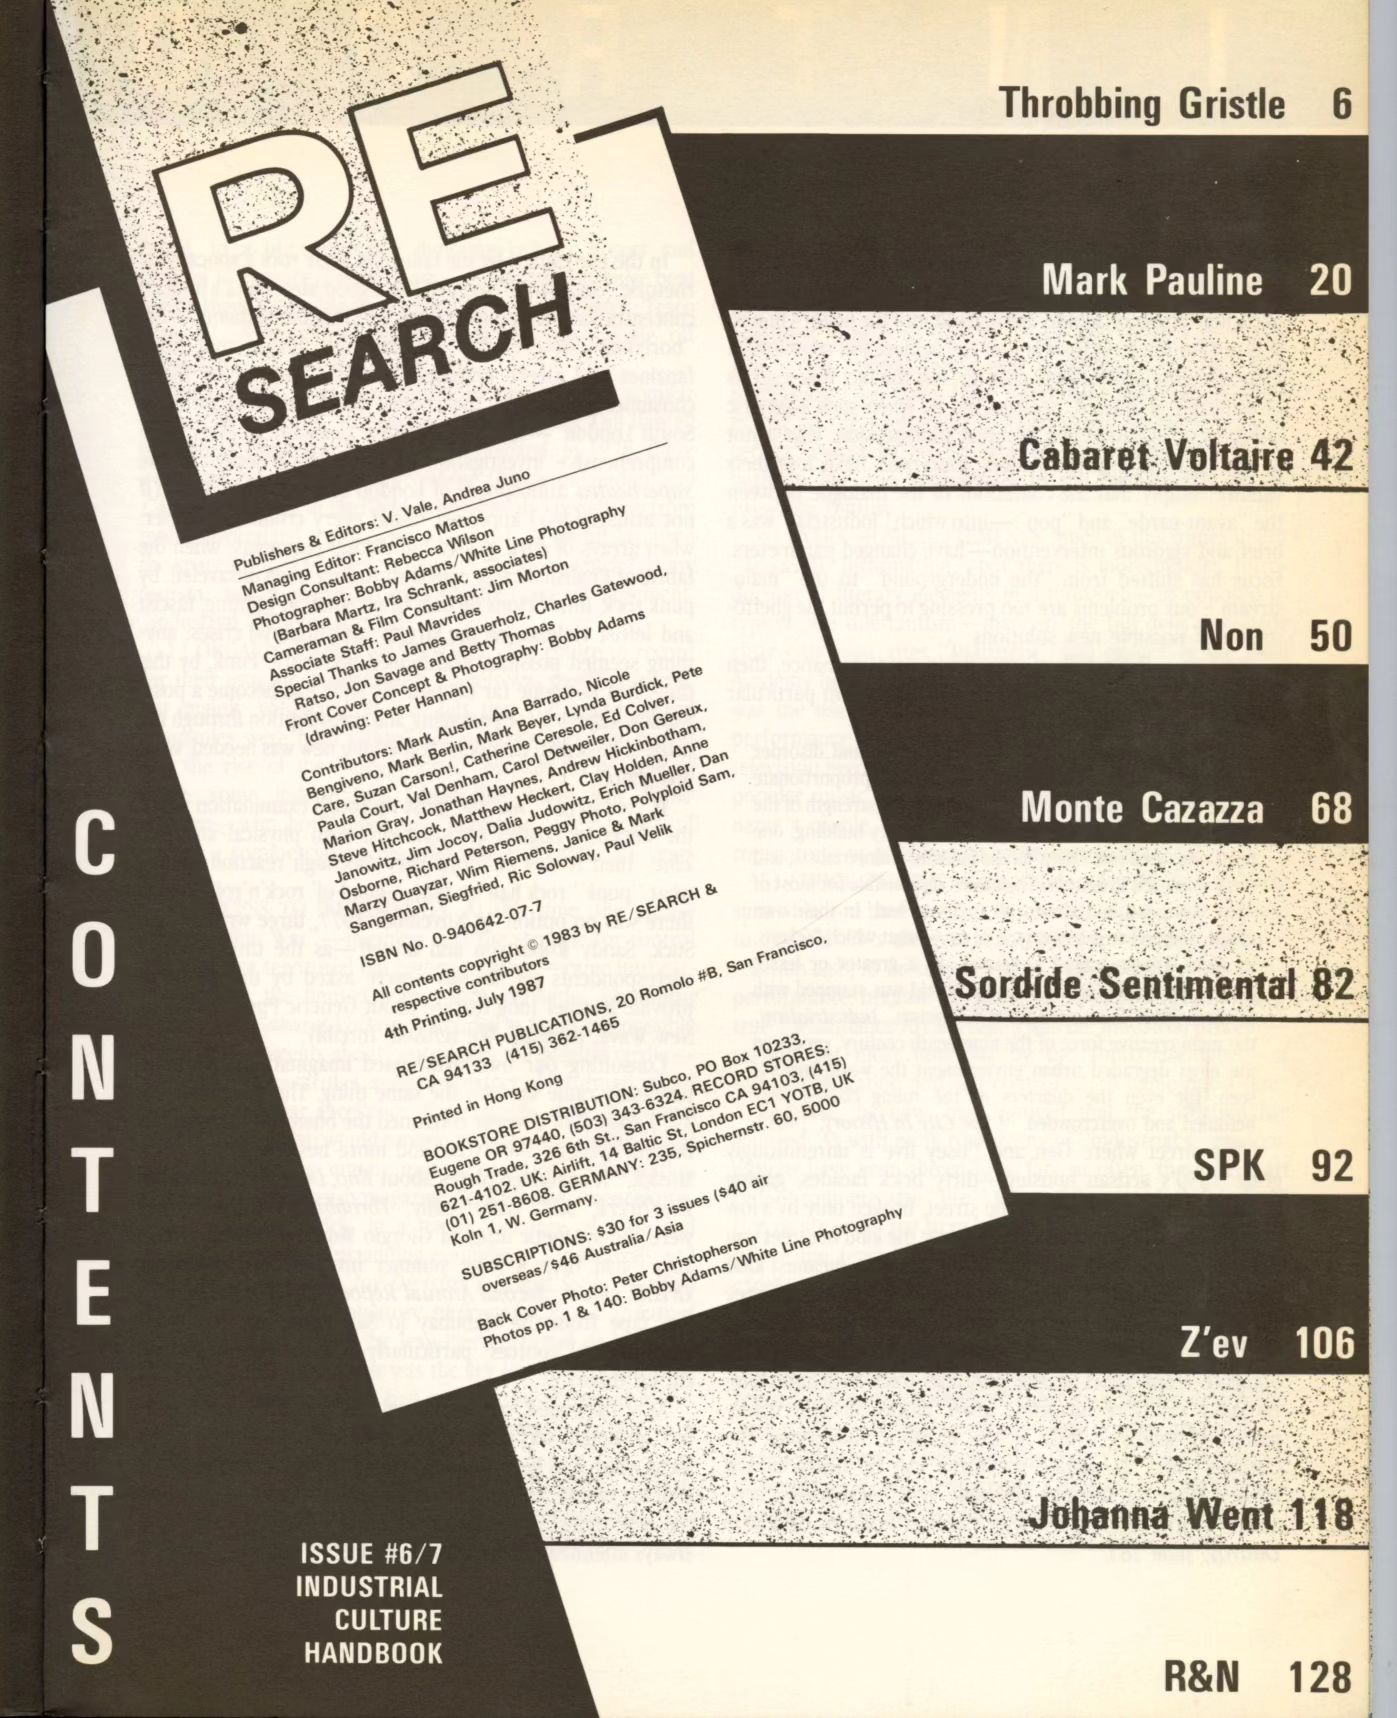 RE
SEARCH
Publishers & Editors: V. Vale, Andrea Juno
Managing Editor: Francisco Mattos
Design Consultant: Rebecca Wilson
Photographer: Bobby Adams/White Line Photography
(Barbara Martz, Ira Schrank, associates)
Cameraman & Film Consultant: Jim Morton
Associate Staff: Paul Mavrides
Special Thanks to James Grauerholz, Charles Gatewood,
Ratso, Jon Savage and Betty Thomas
Front Cover Concept & Photography: Bobby Adams
(drawing: Peter Hannan)
Contributors: Mark Austin, Ana Barrado, Nicole
Bengiveno, Mark Berlin, Mark Beyer, Lynda Burdick, Pete
Care, Suzan Carson!, Catherine Ceresole, Ed Colver,
Paula Court, Val Denham, Carol Detweiler, Don Gereux,
Marion Gray, Jonathan Haynes, Andrew Hickinbotham,
Steve Hitchcock, Matthew Heckert, Clay Holden, Anne
Janowitz, Jim Jocoy, Dalia Judowitz, Erich Mueller, Dan
Osborne, Richard Peterson, Peggy Photo, Polyploid Sam,
Marzy Quayzar, Wim Riemens, Janice & Mark
Sangerman, Siegfried, Ric Soloway, Paul Velik
ISBN No. 0-940642-07-7
All contents copyright © 1983 by RE/SEARCH &
respective contributors
4th Printing, July 1987
RE/SEARCH PUBLICATIONS, 20 Romolo #B, San Francisco,
CA 94133 (415) 362-1465
Printed in Hong Kong
BOOKSTORE DISTRIBUTION: Subco, PO Box 10233,
Eugene OR 97440, (503) 343-6324. RECORD STORES:
Rough Trade, 326 6th St., San Francisco CA 94103, (415)
621-4102. UK: Airlift, 14 Baltic St, London EC1 YOTB, UK
(01) 251-8608. GERMANY: 235, Spichernstr. 60, 5000
Koln 1, W. Germany.
SUBSCRIPTIONS: $30 for 3 issues ($40 air
overseas/$46 Australia/Asia
Back Cover Photo: Peter Christopherson
Photos pp. 1 & 140: Bobby Adams/White Line Photography
CONTENTS
ISSUE #6/7
INDUSTRIAL
CULTURE
HANDBOOK
Throbbing Gristle 6
Mark Pauline 20
Cabaret Voltaire 42
Non 50
Monte Cazazza 68
Sordide Sentimental 82
SPK 92
Z'ev 106
Johanna Went 118
R&N 128